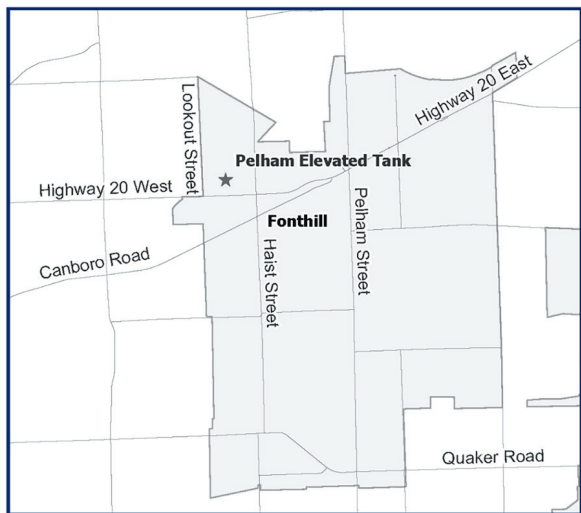 Highway 20 East
Lookout Street
Pelham Elevated Tank
Highway 20 West
Pelham Street
Fonthill
Haist Street
Canboro Road
Quaker Road